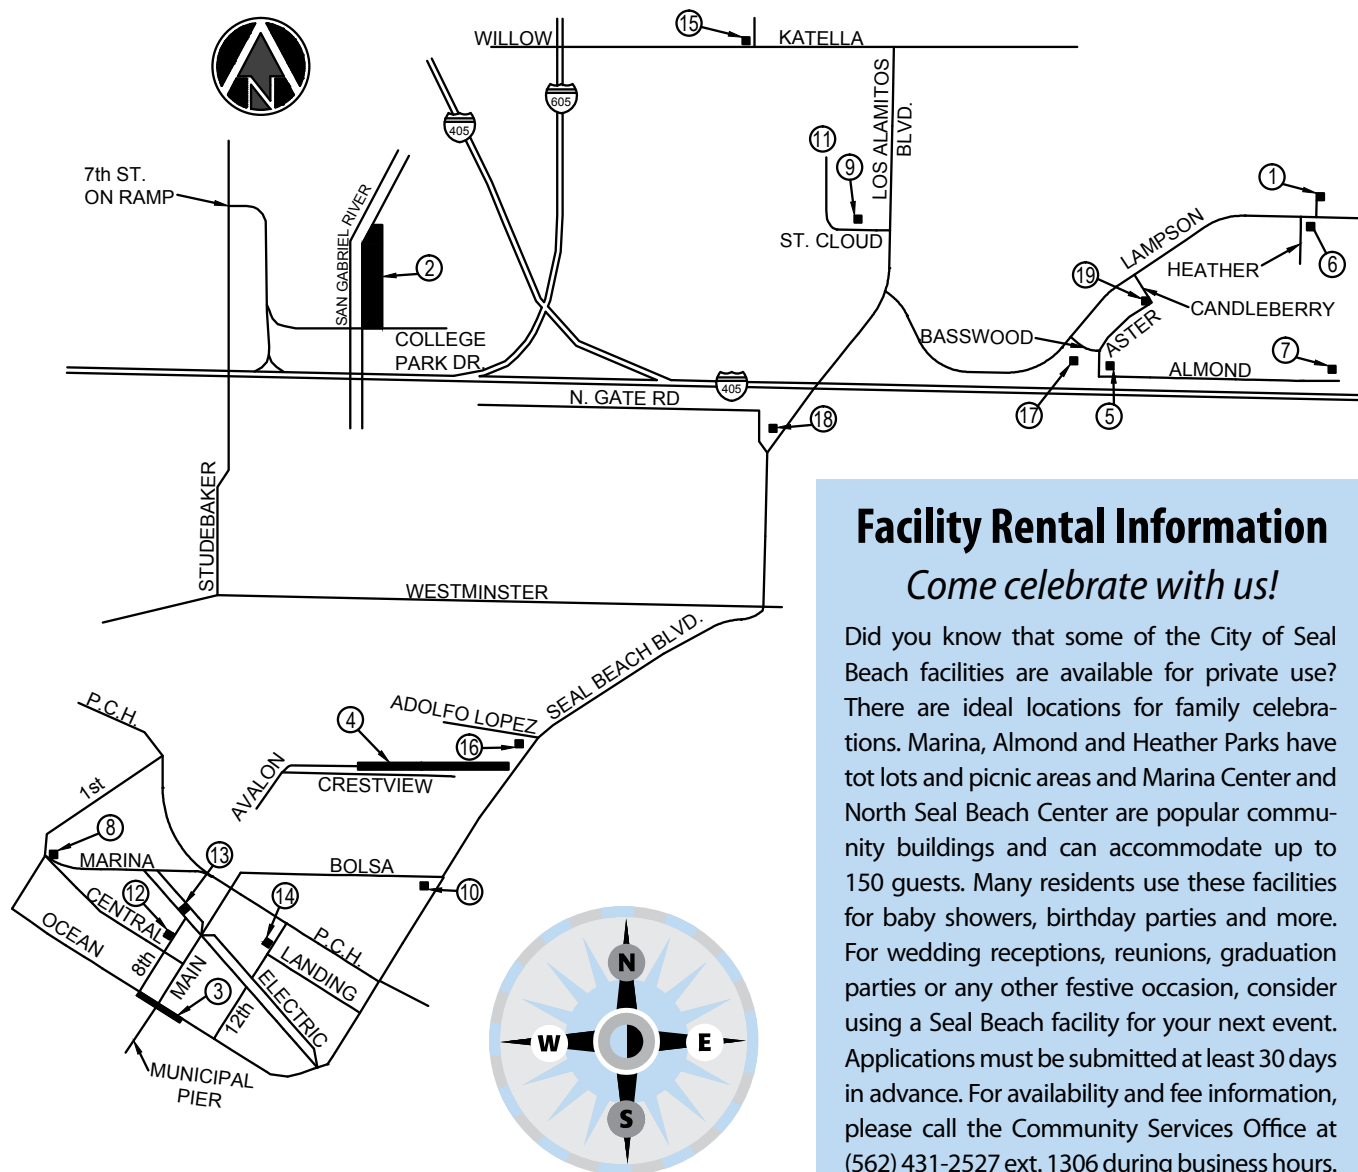 N
WILLOW
15
KATELLA
605
405
LOS ALAMITOS
BLVD.
11
9
ST. CLOUD
7th ST.
ON RAMP
SAN GABRIEL RIVER
2
COLLEGE
PARK DR.
1
LAMPSON
HEATHER
6
19
CANDLEBERRY
BASSWOOD
ASTER
7
ALMOND
405
N. GATE RD
17
5
18
STUDEBAKER
WESTMINSTER
SEAL BEACH BLVD.
P.C.H.
ADOLFO LOPEZ
4
16
AVALON
CRESTVIEW
1st
8
MARINA
13
BOLSA
10
12
CENTRAL
14
OCEAN
P.C.H.
8th
MAIN
LANDING
3
ELECTRIC
12th
MUNICIPAL
PIER
N
W
E
S
Facility Rental Information
Come celebrate with us!
Did you know that some of the City of Seal
Beach facilities are available for private use?
There are ideal locations for family celebra-
tions. Marina, Almond and Heather Parks have
tot lots and picnic areas and Marina Center and
North Seal Beach Center are popular commu-
nity buildings and can accommodate up to
150 guests. Many residents use these facilities
for baby showers, birthday parties and more.
For wedding receptions, reunions, graduation
parties or any other festive occasion, consider
using a Seal Beach facility for your next event.
Applications must be submitted at least 30 days
in advance. For availability and fee information,
please call the Community Services Office at
(562) 431-2527 ext. 1306 during business hours.